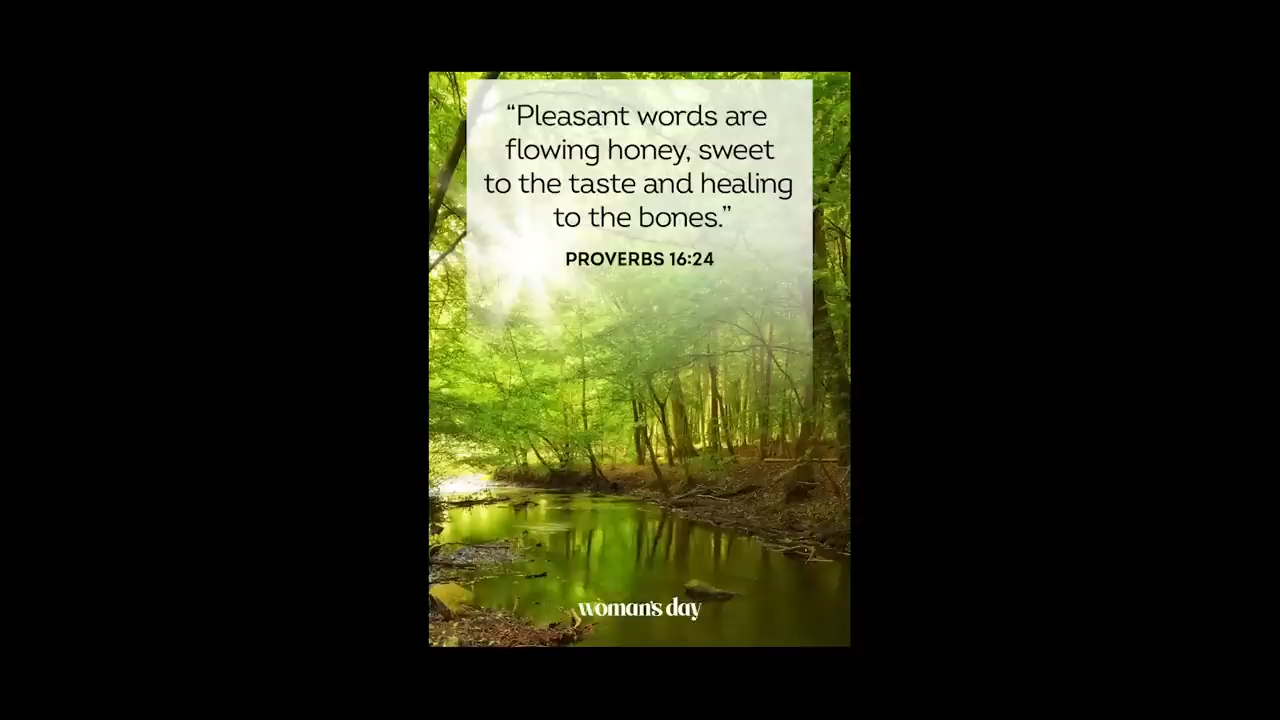 “Pleasant words are
flowing honey, sweet
to the taste and healing
to the bones.”
PROVERBS 16:24
woman's day